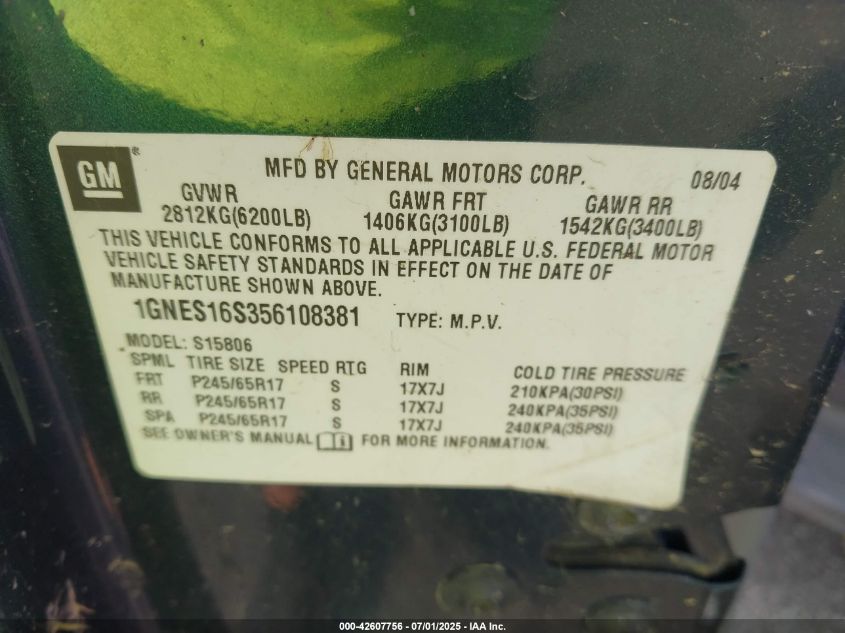 GM®
MFD BY GENERAL MOTORS CORP. 08/04
GVWR GAWR FRT GAWR RR
2812KG(6200LB) 1406KG(3100LB) 1542KG(3400LB)
THIS VEHICLE CONFORMS TO ALL APPLICABLE U.S. FEDERAL MOTOR
VEHICLE SAFETY STANDARDS IN EFFECT ON THE DATE OF
MANUFACTURE SHOWN ABOVE.
1GNES16S356108381 TYPE: M.P.V.
MODEL: S15806
SPML TIRE SIZE SPEED RTG RIM COLD TIRE PRESSURE
FRT P245/65R17 S 17X7J 210KPA(30PSI)
RR P245/65R17 S 17X7J 240KPA(35PSI)
SPA P245/65R17 S 17X7J 240KPA(35PSI)
SEE OWNER'S MANUAL i FOR MORE INFORMATION.
000-42607756 - 07/01/2025 - IAA Inc.